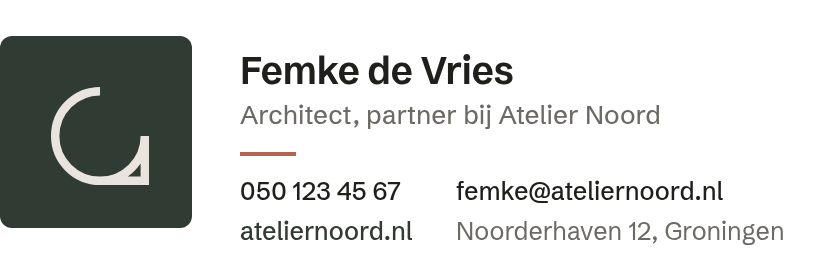 Femke de Vries
Architect, partner bij Atelier Noord
050 123 45 67
femke@ateliernoord.nl
ateliernoord.nl
Noorderhaven 12, Groningen